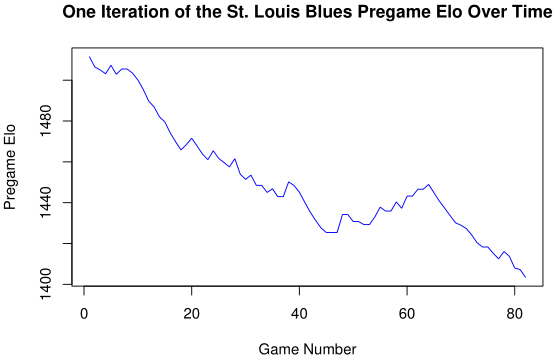 One Iteration of the St. Louis Blues Pregame Elo Over Time
Pregame Elo
1480
1440
1400
0 20 40 60 80
Game Number